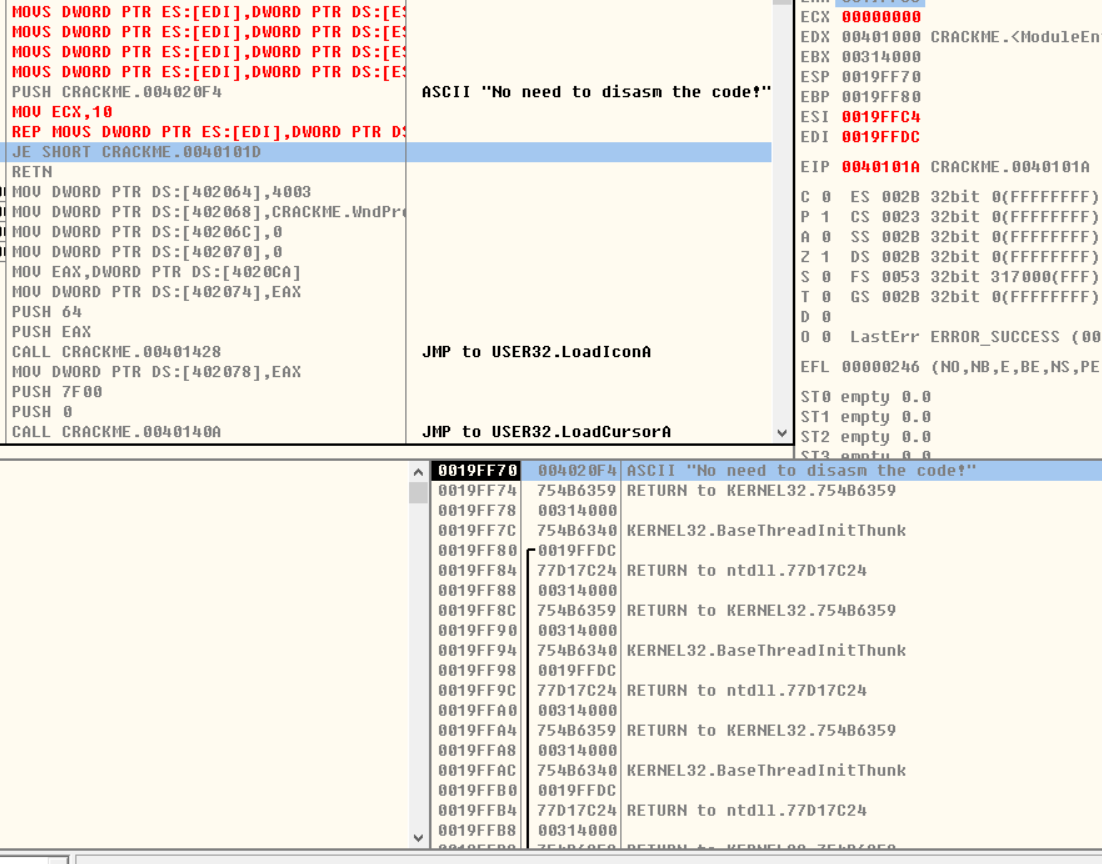 MOVS DWORD PTR ES:[EDI],DWORD PTR DS:[ES
MOVS DWORD PTR ES:[EDI],DWORD PTR DS:[ES
MOVS DWORD PTR ES:[EDI],DWORD PTR DS:[ES
MOVS DWORD PTR ES:[EDI],DWORD PTR DS:[ES
PUSH CRACKME.004020F4 ASCII "No need to disasm the code!"
MOV ECX,10
REP MOVS DWORD PTR ES:[EDI],DWORD PTR DS
JE SHORT CRACKME.0040101D
RETN
MOV DWORD PTR DS:[402064],4003
MOV DWORD PTR DS:[402068],CRACKME.WndPro
MOV DWORD PTR DS:[40206C],0
MOV DWORD PTR DS:[402070],0
MOV EAX,DWORD PTR DS:[4020CA]
MOV DWORD PTR DS:[402074],EAX
PUSH 64
PUSH EAX
CALL CRACKME.00401428 JMP to USER32.LoadIconA
MOV DWORD PTR DS:[402078],EAX
PUSH 7F00
PUSH 0
CALL CRACKME.0040140A JMP to USER32.LoadCursorA
ECX 00000000
EDX 00401000 CRACKME.<ModuleEn
EBX 00314000
ESP 0019FF70
EBP 0019FF80
ESI 0019FFC4
EDI 0019FFDC
EIP 0040101A CRACKME.0040101A
C 0 ES 002B 32bit 0(FFFFFFFF)
P 1 CS 0023 32bit 0(FFFFFFFF)
A 0 SS 002B 32bit 0(FFFFFFFF)
Z 1 DS 002B 32bit 0(FFFFFFFF)
S 0 FS 0053 32bit 317000(FFF)
T 0 GS 002B 32bit 0(FFFFFFFF)
D 0
O 0 LastErr ERROR_SUCCESS (00
EFL 00000246 (NO,NB,E,BE,NS,PE
ST0 empty 0.0
ST1 empty 0.0
ST2 empty 0.0
ST3 empty 0.0
0019FF70 004020F4 ASCII "No need to disasm the code!"
0019FF74 754B6359 RETURN to KERNEL32.754B6359
0019FF78 00314000
0019FF7C 754B6340 KERNEL32.BaseThreadInitThunk
0019FF80 0019FFDC
0019FF84 77D17C24 RETURN to ntdll.77D17C24
0019FF88 00314000
0019FF8C 754B6359 RETURN to KERNEL32.754B6359
0019FF90 00314000
0019FF94 754B6340 KERNEL32.BaseThreadInitThunk
0019FF98 0019FFDC
0019FF9C 77D17C24 RETURN to ntdll.77D17C24
0019FFA0 00314000
0019FFA4 754B6359 RETURN to KERNEL32.754B6359
0019FFA8 00314000
0019FFAC 754B6340 KERNEL32.BaseThreadInitThunk
0019FFB0 0019FFDC
0019FFB4 77D17C24 RETURN to ntdll.77D17C24
0019FFB8 00314000